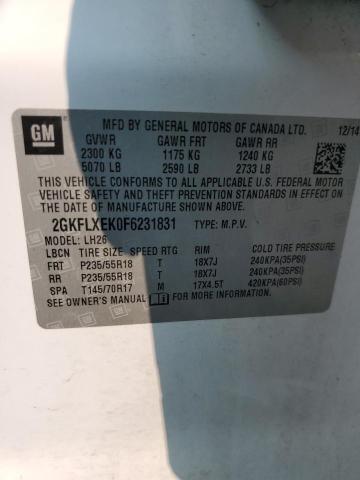 GM
MFD BY GENERAL MOTORS OF CANADA LTD. 12/14
GVWR GAWR FRT GAWR RR
2300 KG 1175 KG 1240 KG
5070 LB 2590 LB 2733 LB
THIS VEHICLE CONFORMS TO ALL APPLICABLE U.S. FEDERAL MOTOR
VEHICLE SAFETY BUMPER, AND THEFT PREVENTION STANDARDS IN
EFFECT ON THE DATE OF MANUFACTURE SHOWN ABOVE.
2GKFLXEK0F6231831 TYPE: M.P.V.
MODEL: LH26
LBCN TIRE SIZE SPEED RTG RIM COLD TIRE PRESSURE
FRT P235/55R18 T 18X7J 240KPA(35PSI)
RR P235/55R18 T 18X7J 240KPA(35PSI)
SPA T145/70R17 M 17X4.5T 420KPA(60PSI)
SEE OWNER'S MANUAL FOR ADDITIONAL INFORMATION.